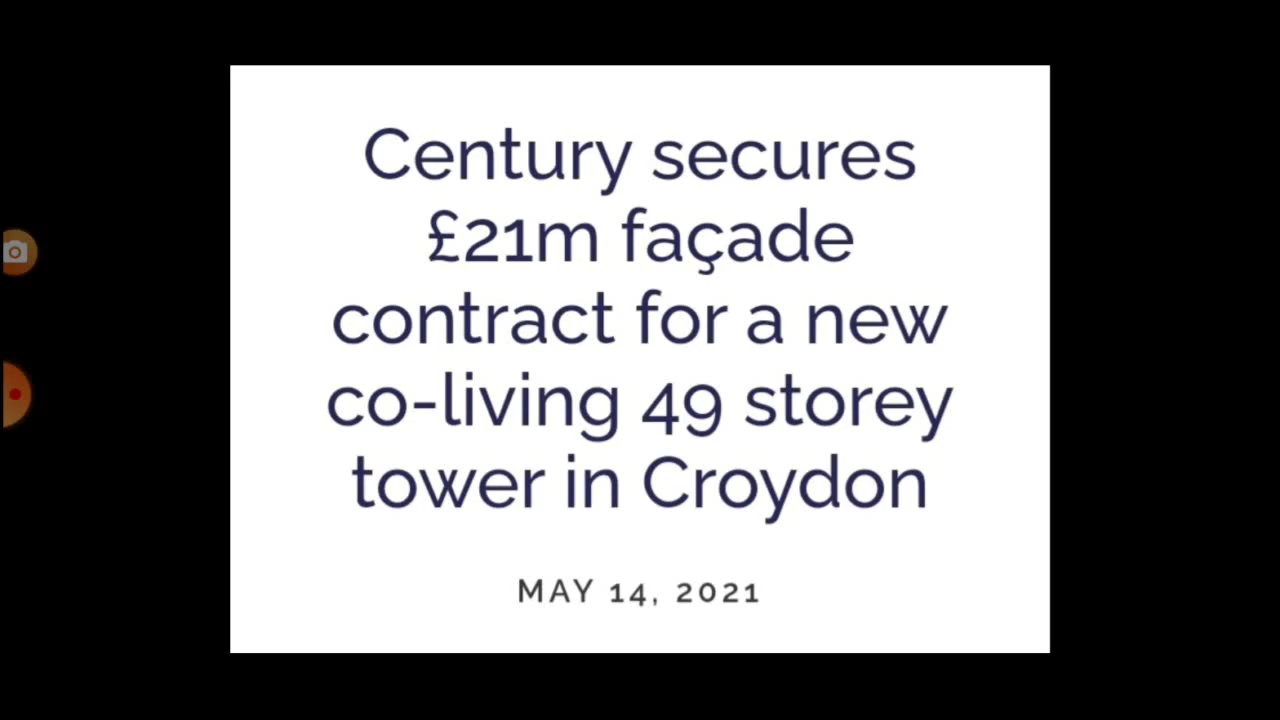 Century secures
£21m façade
contract for a new
co-living 49 storey
tower in Croydon
MAY 14, 2021